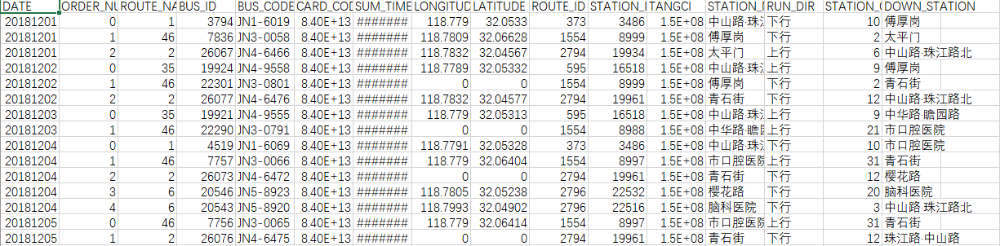 DATE ORDER_NU ROUTE_NA BUS_ID BUS_CODE CARD_COD SUM_TIME LONGITUD LATITUDE ROUTE_ID STATION_I TANGCI STATION_N RUN_DIR STATION_ DOWN_STATION
20181201 0 1 3794 JN1-6019 8.40E+13 ####### 118.779 32.0533 373 3486 1.5E+08 中山路·珠 下行 10 傅厚岗
20181201 1 46 7836 JN3-0058 8.40E+13 ####### 118.7809 32.06628 1554 8999 1.5E+08 傅厚岗 下行 2 太平门
20181201 2 2 26067 JN4-6466 8.40E+13 ####### 118.7832 32.04567 2794 19934 1.5E+08 太平门 上行 6 中山路·珠江路北
20181202 0 35 19924 JN4-9558 8.40E+13 ####### 118.7789 32.05332 595 16518 1.5E+08 中山路·珠 上行 9 傅厚岗
20181202 1 46 22301 JN3-0801 8.40E+13 ####### 0 0 1554 8999 1.5E+08 傅厚岗 下行 2 青石街
20181202 2 2 26077 JN4-6476 8.40E+13 ####### 118.7832 32.04577 2794 19961 1.5E+08 青石街 下行 12 中山路·珠江路北
20181203 0 35 19921 JN4-9555 8.40E+13 ####### 118.779 32.05313 595 16518 1.5E+08 中山路·珠 上行 9 中华路·瞻园路
20181203 1 46 22290 JN3-0791 8.40E+13 ####### 0 0 1554 8988 1.5E+08 中华路·瞻 上行 21 市口腔医院
20181204 0 1 4519 JN1-6069 8.40E+13 ####### 118.7791 32.05328 373 3486 1.5E+08 中山路·珠 下行 10 市口腔医院
20181204 1 46 7757 JN3-0066 8.40E+13 ####### 118.779 32.06404 1554 8997 1.5E+08 市口腔医院 上行 31 青石街
20181204 2 2 26073 JN4-6472 8.40E+13 ####### 0 0 2794 19961 1.5E+08 青石街 下行 12 樱花路
20181204 3 6 20546 JN5-8923 8.40E+13 ####### 118.7805 32.05238 2796 22532 1.5E+08 樱花路 下行 20 脑科医院
20181204 4 6 20543 JN5-8920 8.40E+13 ####### 118.7993 32.04902 2796 22516 1.5E+08 脑科医院 下行 3 中山路·珠江路北
20181205 0 46 7756 JN3-0065 8.40E+13 ####### 118.779 32.06414 1554 8997 1.5E+08 市口腔医院 上行 31 青石街
20181205 1 2 26076 JN4-6475 8.40E+13 ####### 0 0 2794 19961 1.5E+08 青石街 下行 12 珠江路·中山路